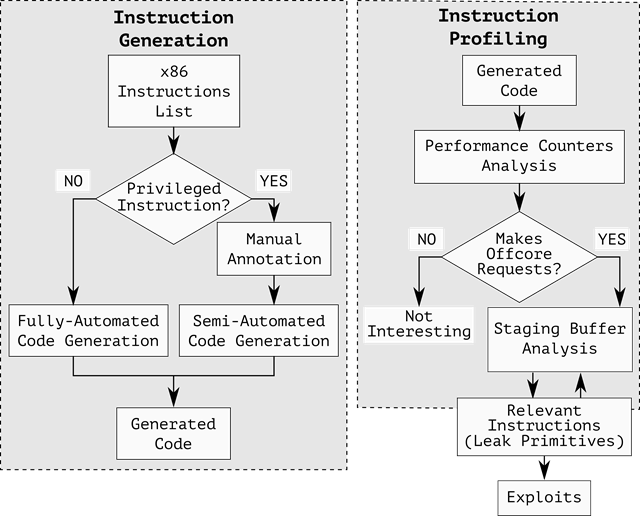 Instruction
Generation
x86
Instructions
List
NO
Privileged
Instruction?
YES
Manual
Annotation
Fully-Automated
Code Generation
Semi-Automated
Code Generation
Generated
Code
Instruction
Profiling
Generated
Code
Performance Counters
Analysis
NO
Makes
Offcore
Requests?
YES
Not
Interesting
Staging Buffer
Analysis
Relevant
Instructions
(Leak Primitives)
Exploits